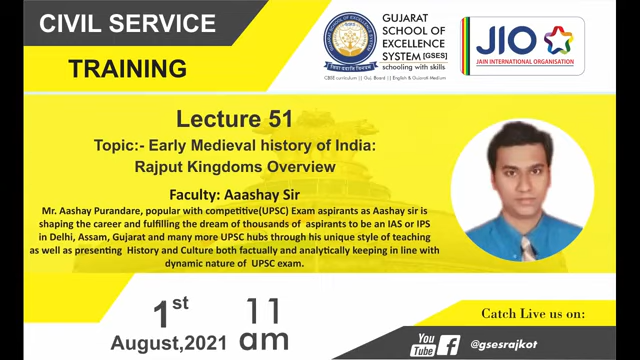 CIVIL SERVICE
TRAINING
GUJARAT
SCHOOL OF
EXCELLENCE
SYSTEM [GSES]
schooling with skills
CBSE curriculum | Guj. Board | English & Gujarati Medium
JIO
JAIN INTERNATIONAL ORGANISATION
Lecture 51
Topic:- Early Medieval history of India:
Rajput Kingdoms Overview
Faculty: Aaashay Sir
Mr. Aashay Purandare, popular with competitive(UPSC) Exam aspirants as Aashay sir is
shaping the career and fulfilling the dream of thousands of aspirants to be an IAS or IPS
in Delhi, Assam, Gujarat and many more UPSC hubs through his unique style of teaching
as well as presenting History and Culture both factually and analytically keeping in line with
dynamic nature of UPSC exam.
1st
August,2021
11
am
Catch Live us on:
You
Tube
f
@gsesrajkot